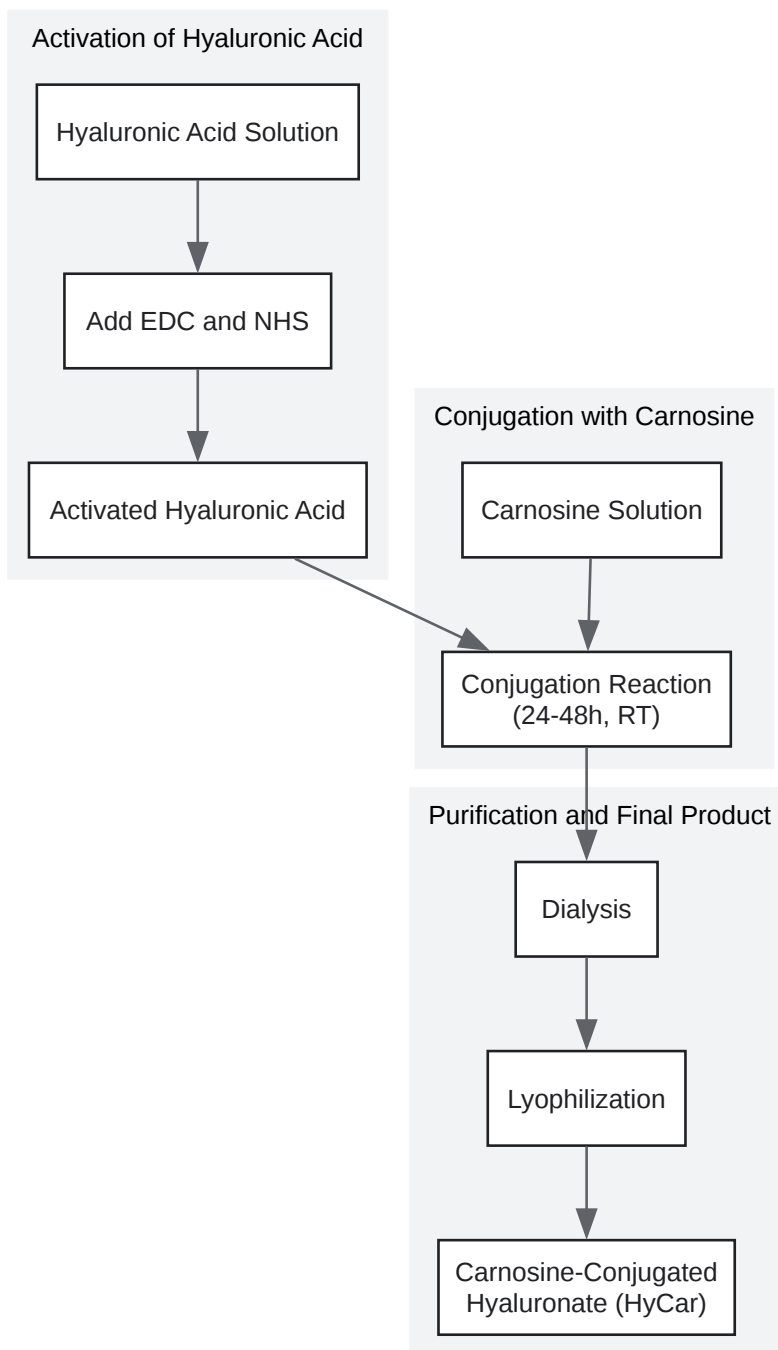 Activation of Hyaluronic Acid
Hyaluronic Acid Solution
Add EDC and NHS
Activated Hyaluronic Acid
Conjugation with Carnosine
Carnosine Solution
Conjugation Reaction
(24-48h, RT)
Purification and Final Product
Dialysis
Lyophilization
Carnosine-Conjugated
Hyaluronate (HyCar)